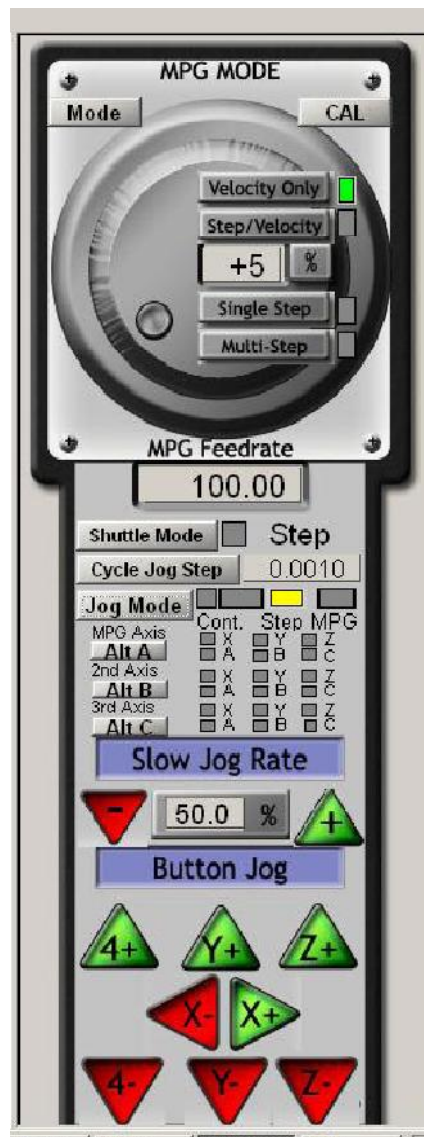 MPG MODE
Mode CAL
Velocity Only
Step/Velocity
+5 %
Single Step
Multi-Step
MPG Feedrate
100.00
Shuttle Mode Step
Cycle Jog Step 0.0010
Jog Mode
Cont. Step MPG
MPG Axis X Y Z
Alt A A B C
2nd Axis X Y Z
Alt B A B C
3rd Axis X Y Z
Alt C A B C
Slow Jog Rate
- 50.0 % +
Button Jog
4+ Y+ Z+
X- X+
4- Y- Z-